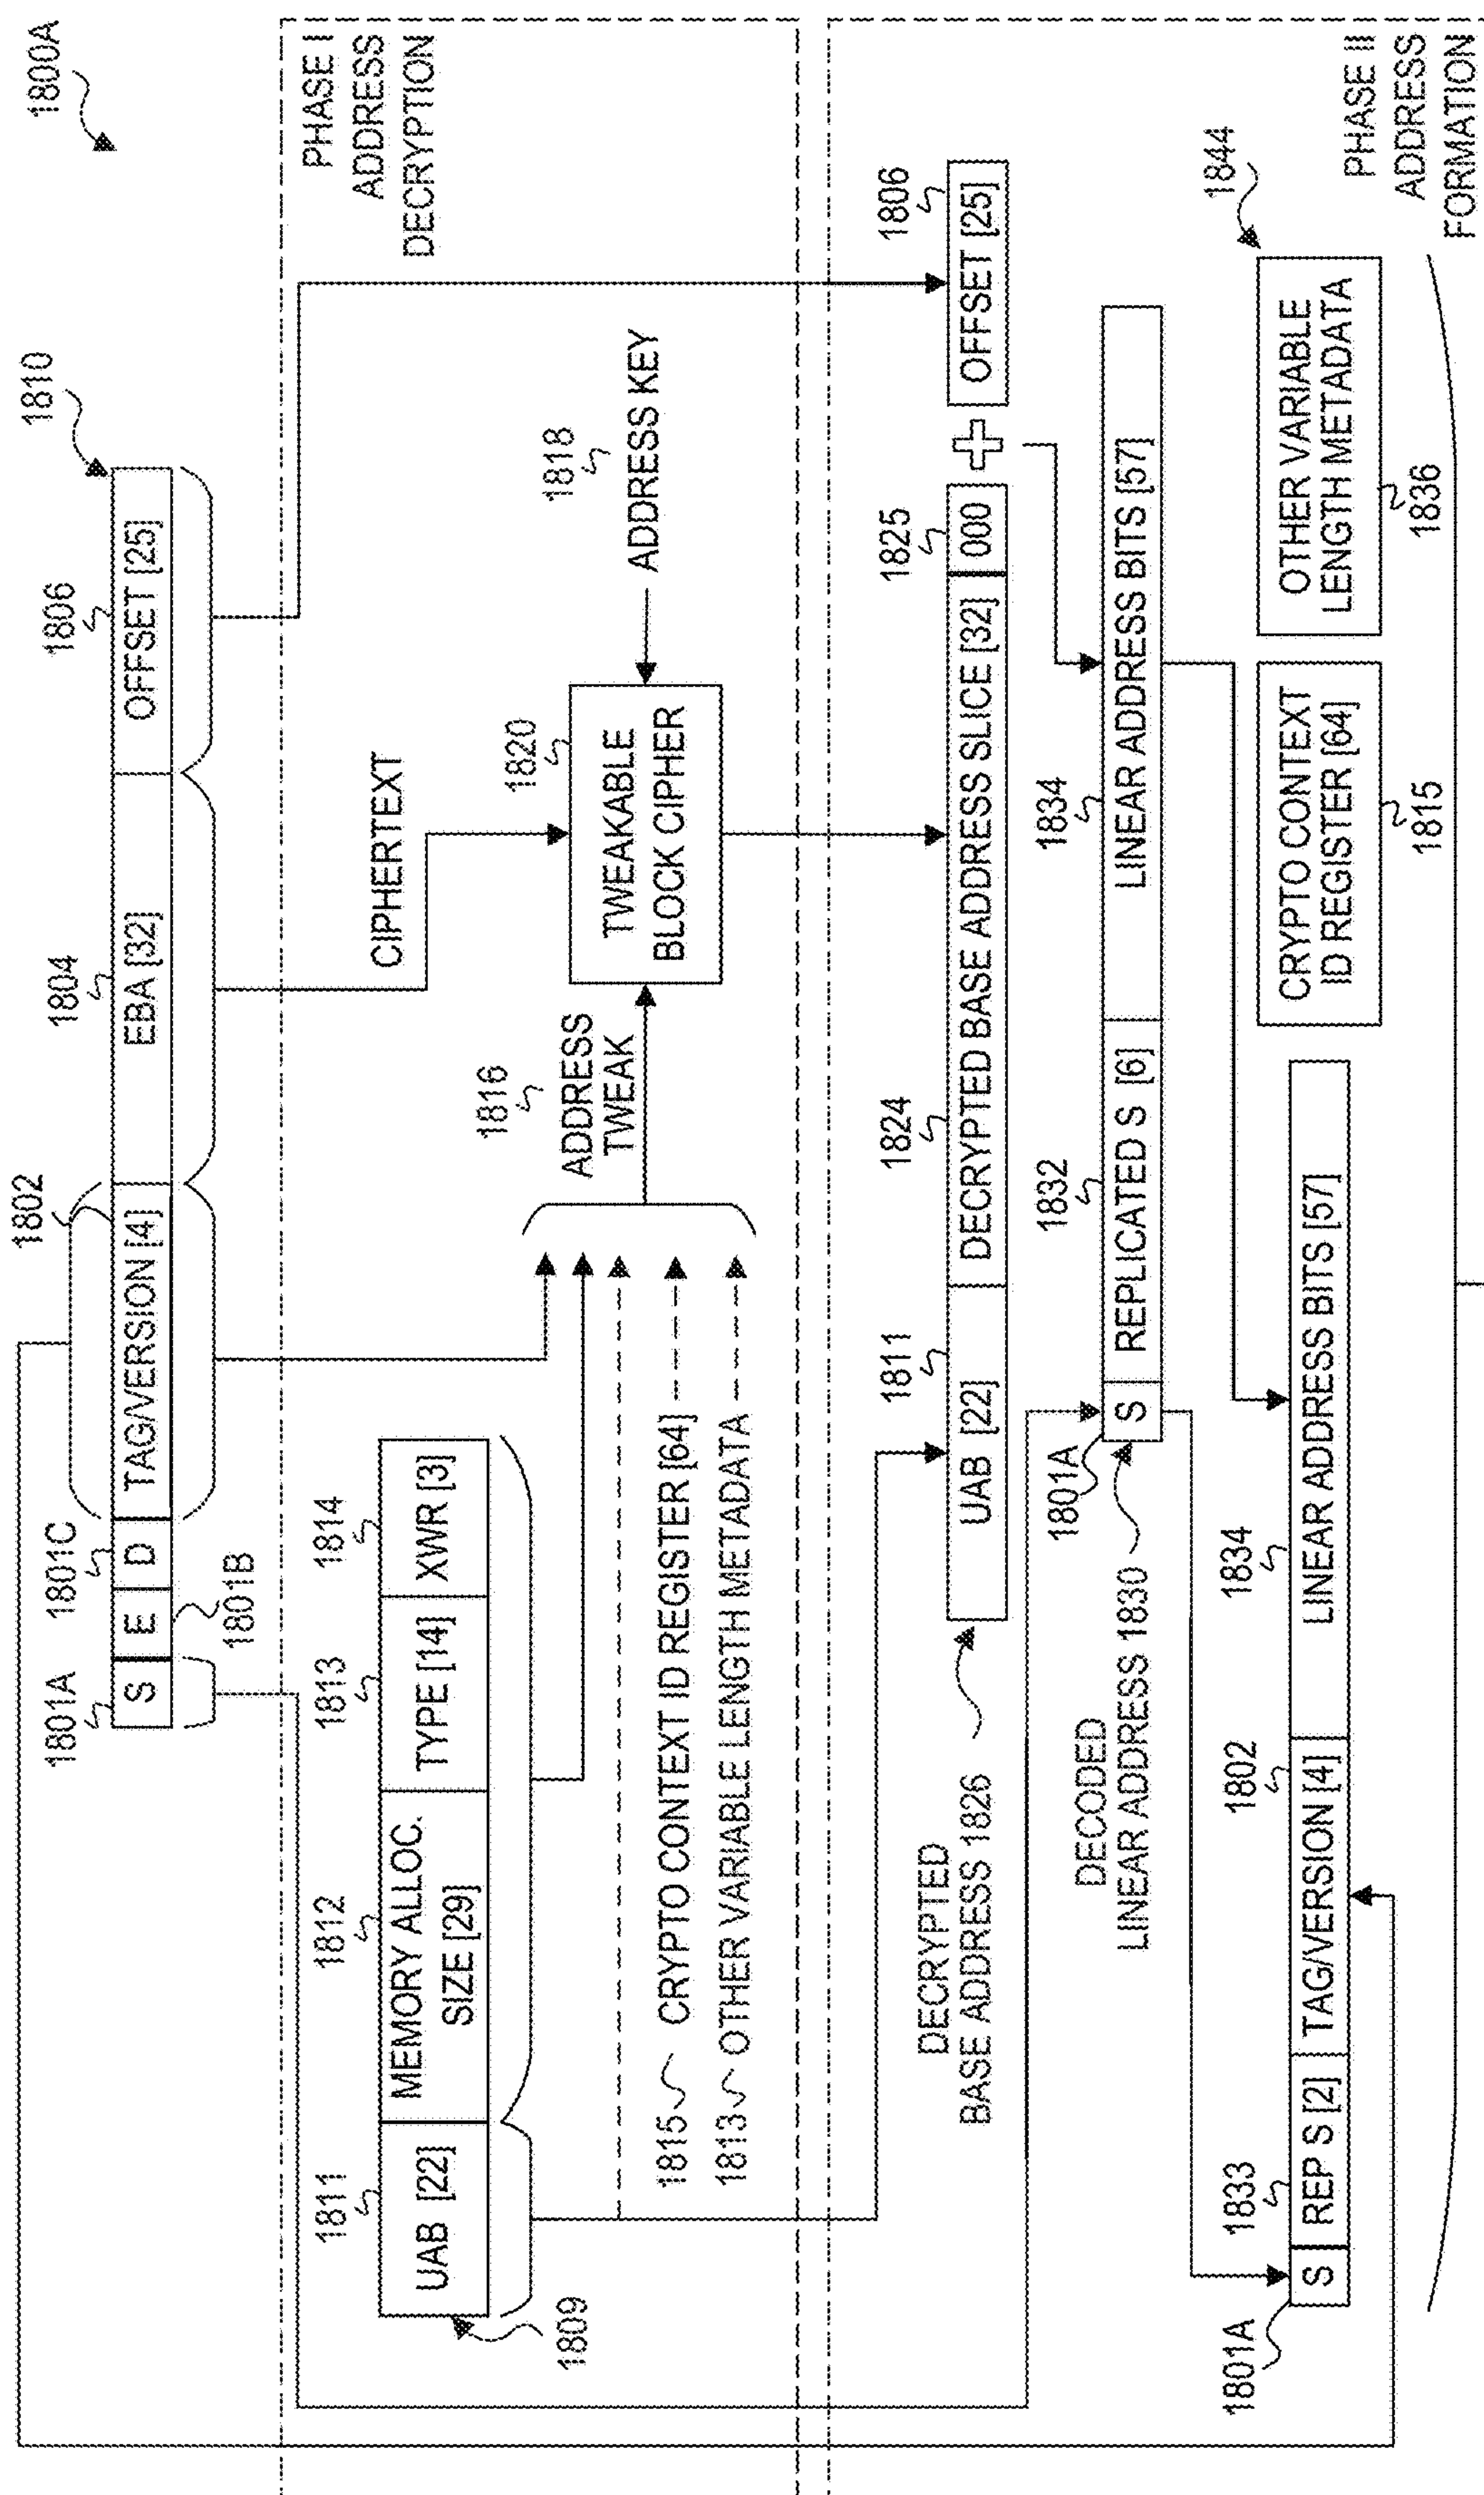 1800A
1810
1801A
1801C
1802
1804
1806
S
E
D
TAG/VERSION [4]
EBA [32]
OFFSET [25]
1801B
PHASE I
ADDRESS
DECRYPTION
1811
1812
1813
1814
UAB [22]
MEMORY ALLOC.
SIZE [29]
TYPE [14]
XWR [3]
1809
CIPHERTEXT
1816
ADDRESS
TWEAK
1820
TWEAKABLE
BLOCK CIPHER
1818
ADDRESS KEY
1815 CRYPTO CONTEXT ID REGISTER [64]
1813 OTHER VARIABLE LENGTH METADATA
PHASE II
ADDRESS
FORMATION
DECRYPTED
BASE ADDRESS 1826
1811
1824
1825
1806
UAB [22]
DECRYPTED BASE ADDRESS SLICE [32]
000
OFFSET [25]
DECODED
LINEAR ADDRESS 1830
1801A
1832
1834
S
REPLICATED S [6]
LINEAR ADDRESS BITS [57]
1844
1801A
1833
1802
1834
S
REP S [2]
TAG/VERSION [4]
LINEAR ADDRESS BITS [57]
CRYPTO CONTEXT
ID REGISTER [64]
1815
OTHER VARIABLE
LENGTH METADATA
1836